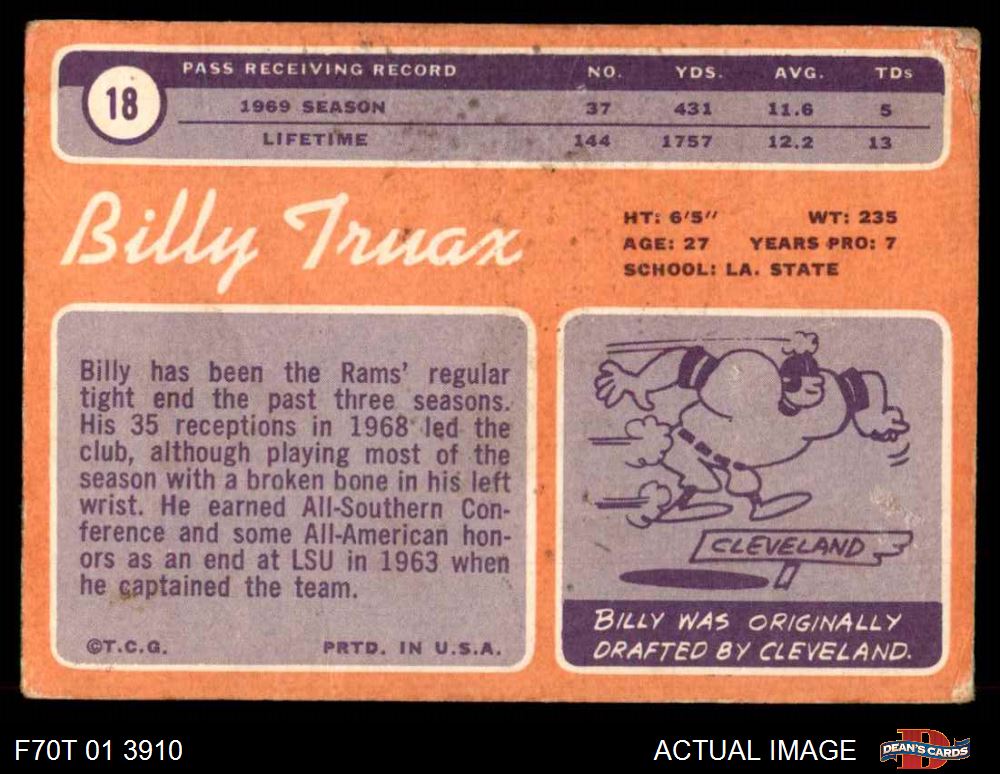 18
PASS RECEIVING RECORD NO. YDS. AVG. TDs
1969 SEASON 37 431 11.6 5
LIFETIME 144 1757 12.2 13
Billy Truax
HT: 6'5" WT: 235
AGE: 27 YEARS PRO: 7
SCHOOL: LA. STATE
Billy has been the Rams' regular
tight end the past three seasons.
His 35 receptions in 1968 led the
club, although playing most of the
season with a broken bone in his left
wrist. He earned All-Southern Con-
ference and some All-American hon-
ors as an end at LSU in 1963 when
he captained the team.
©T.C.G. PRTD. IN U.S.A.
CLEVELAND
BILLY WAS ORIGINALLY
DRAFTED BY CLEVELAND.
F70T 01 3910 ACTUAL IMAGE DEAN'S CARDS